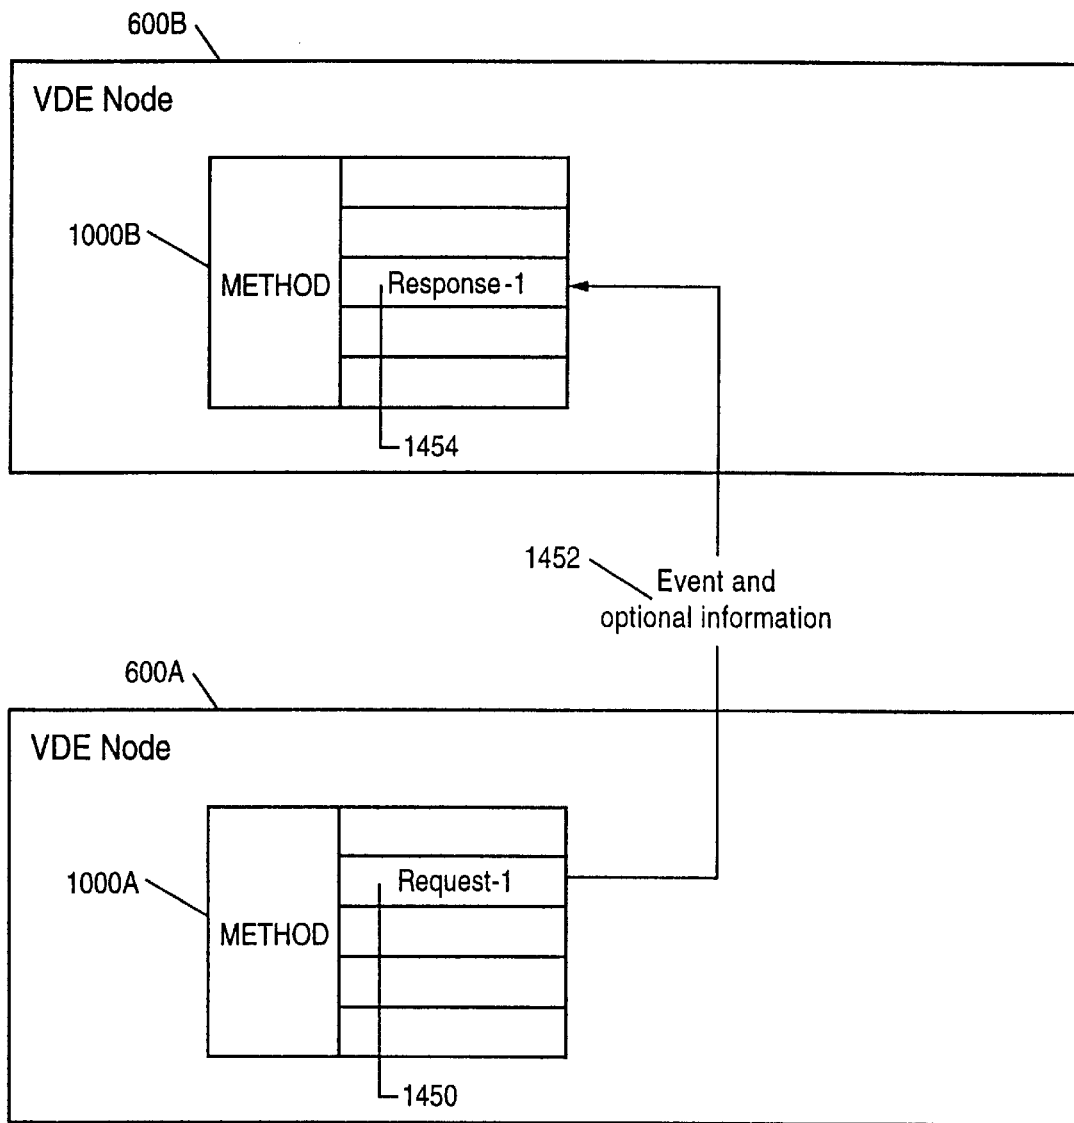 600B
VDE Node
1000B
METHOD
Response-1
1454
1452
Event and
optional information
600A
VDE Node
1000A
METHOD
Request-1
1450